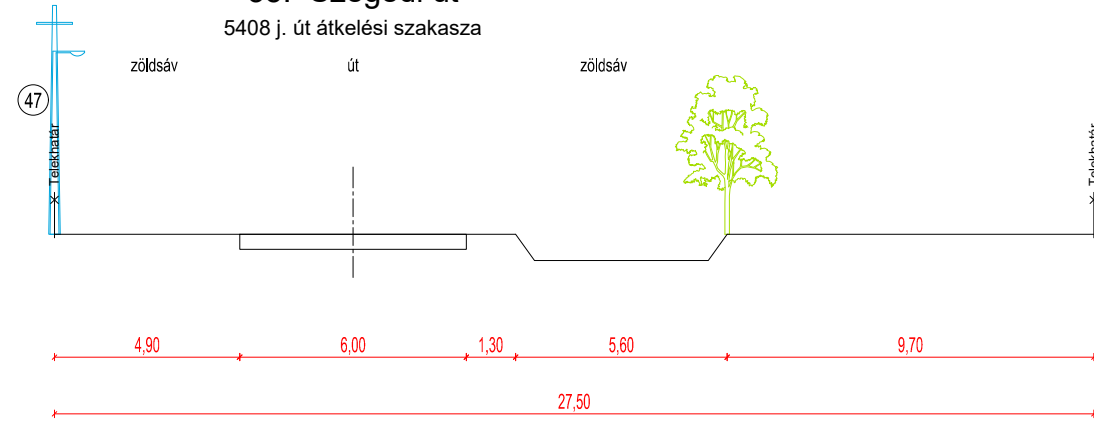 5408 j. út átkelési szakasza
zöldsáv út zöldsáv
47
Telekhatár
Telekhatár
4,90 6,00 1,30 5,60 9,70
27,50